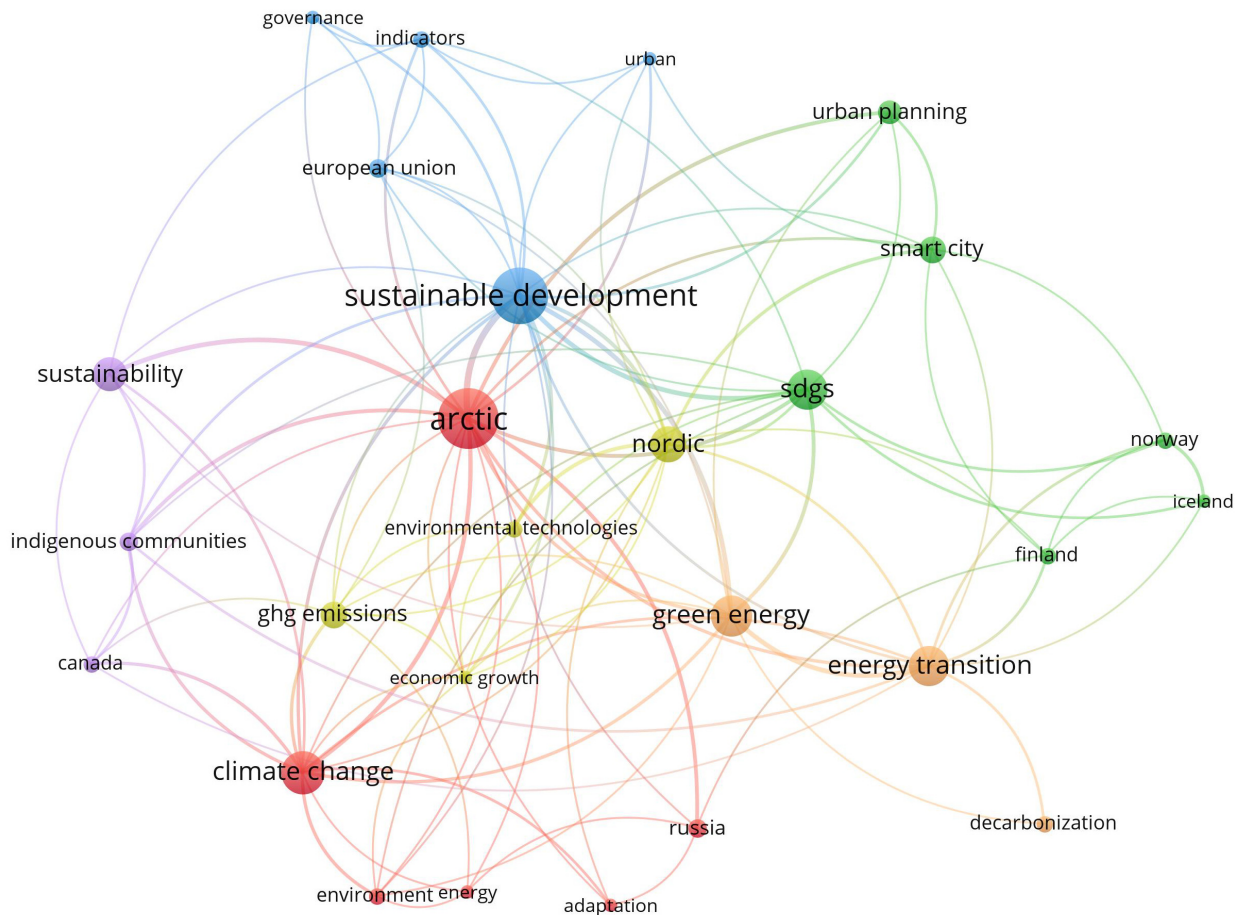 governance
indicators
urban
urban planning
european union
smart city
sustainable development
sustainability
sdgs
arctic
nordic
norway
iceland
environmental technologies
indigenous communities
finland
ghg emissions
green energy
canada
energy transition
economic growth
climate change
decarbonization
russia
environment
energy
adaptation